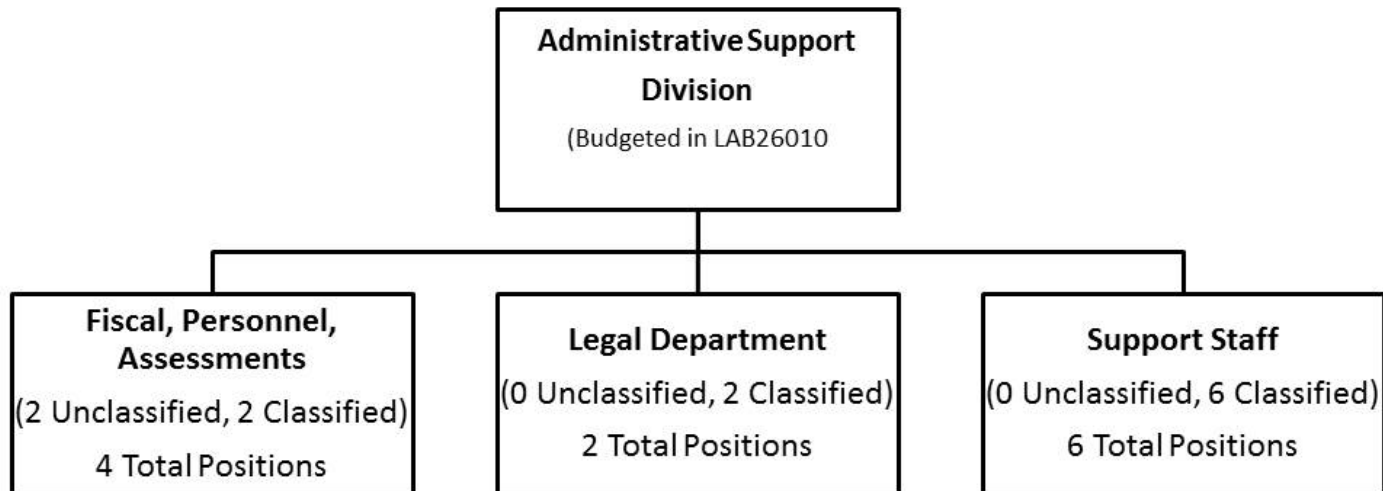 Administrative Support
Division
(Budgeted in LAB26010
Fiscal, Personnel,
Assessments
(2 Unclassified, 2 Classified)
4 Total Positions
Legal Department
(0 Unclassified, 2 Classified)
2 Total Positions
Support Staff
(0 Unclassified, 6 Classified)
6 Total Positions